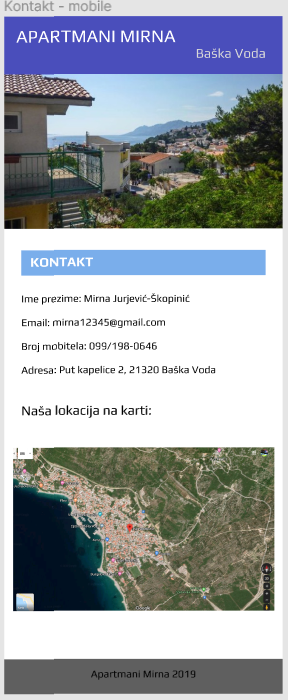 Kontakt - mobile
APARTMANI MIRNA
Baška Voda
KONTAKT
Ime prezime: Mirna Jurjević-Škopinić
Email: mirna12345@gmail.com
Broj mobitela: 099/198-0646
Adresa: Put kapelice 2, 21320 Baška Voda
Naša lokacija na karti:
Google
Apartmani Mirna 2019